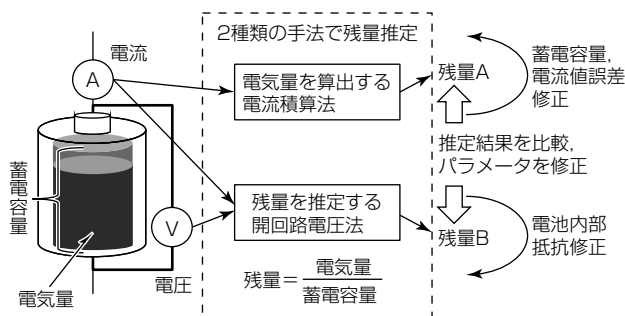 電流
A
蓄電容量
電気量
V
電圧
2種類の手法で残量推定
電気量を算出する
電流積算法
残量を推定する
開回路電圧法
残量＝電気量
蓄電容量
残量A
蓄電容量，
電流値誤差
修正
推定結果を比較，
パラメータを修正
残量B
電池内部
抵抗修正